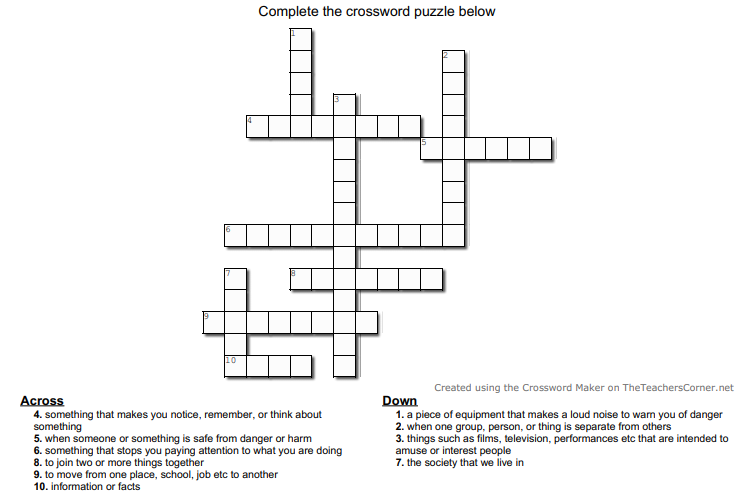 Complete the crossword puzzle below
1
2
3
4
5
6
7
8
9
10
Created using the Crossword Maker on TheTeachersCorner.net
Across
4. something that makes you notice, remember, or think about
something
5. when someone or something is safe from danger or harm
6. something that stops you paying attention to what you are doing
8. to join two or more things together
9. to move from one place, school, job etc to another
10. information or facts
Down
1. a piece of equipment that makes a loud noise to warn you of danger
2. when one group, person, or thing is separate from others
3. things such as films, television, performances etc that are intended to
amuse or interest people
7. the society that we live in